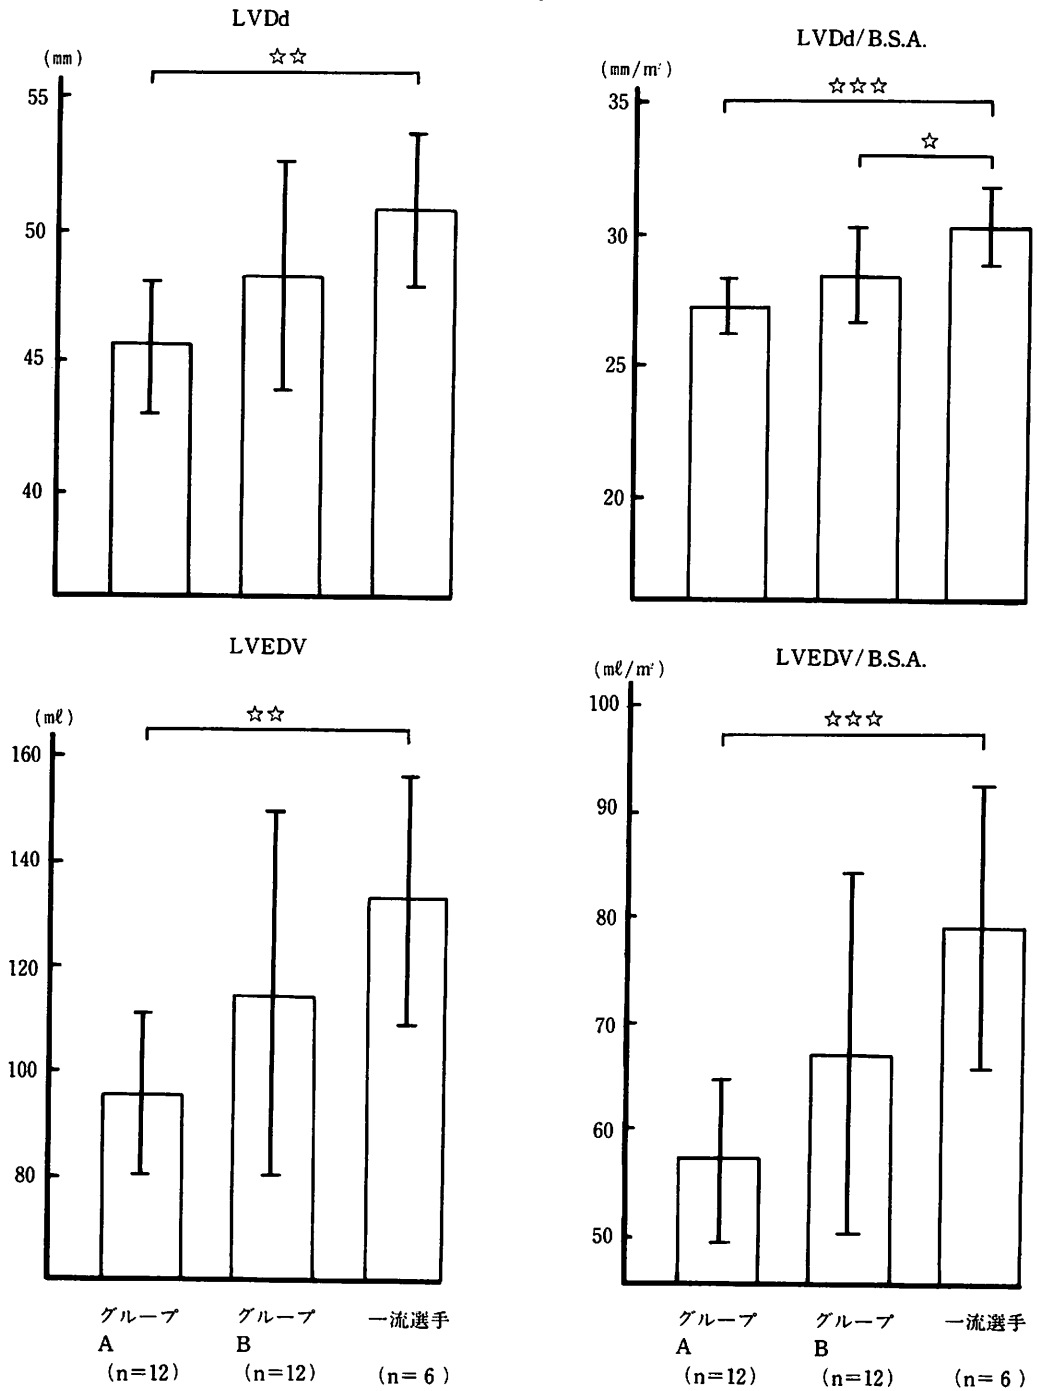 LVDd
(mm)
☆☆
55
50
45
40
LVDd/B.S.A.
(mm/m²)
☆☆☆
☆
35
30
25
20
LVEDV
(mℓ)
☆☆
160
140
120
100
80
グループ グループ 一流選手
A B
(n=12) (n=12) (n=6)
LVEDV/B.S.A.
(mℓ/m²)
☆☆☆
100
90
80
70
60
50
グループ グループ 一流選手
A B
(n=12) (n=12) (n=6)